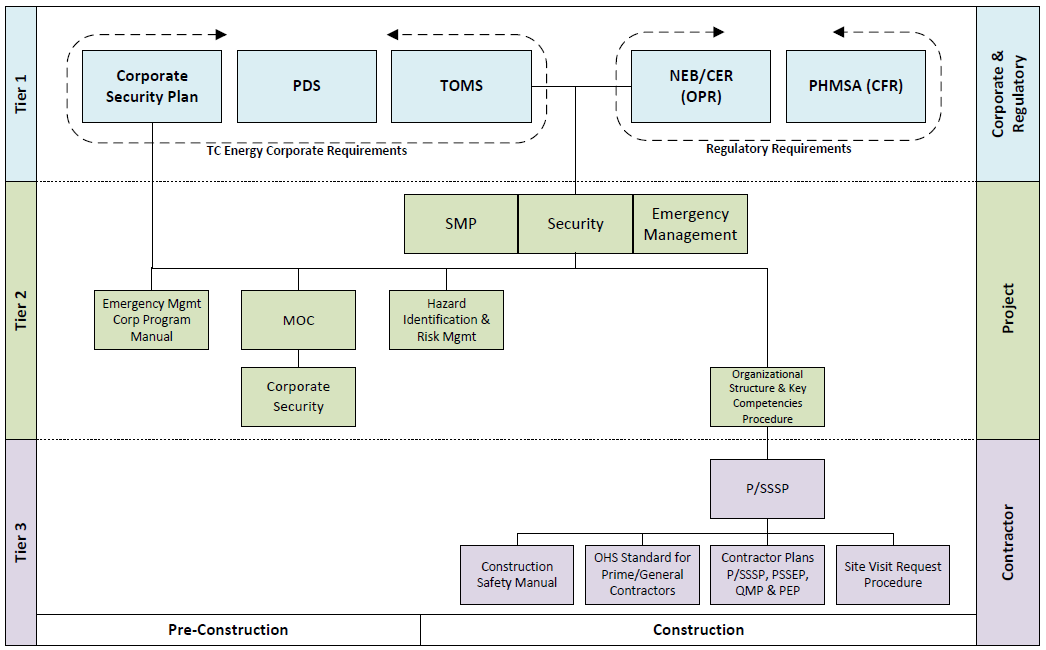 Tier 1
Corporate
Security Plan
PDS
TOMS
NEB/CER
(OPR)
PHMSA (CFR)
Corporate &
Regulatory
TC Energy Corporate Requirements
Regulatory Requirements
Tier 2
SMP
Security
Emergency
Management
Project
Emergency Mgmt
Corp Program
Manual
MOC
Hazard
Identification &
Risk Mgmt
Corporate
Security
Organizational
Structure & Key
Competencies
Procedure
Tier 3
P/SSSP
Contractor
Construction
Safety Manual
OHS Standard for
Prime/General
Contractors
Contractor Plans
P/SSSP, PSSEP,
QMP & PEP
Site Visit Request
Procedure
Pre-Construction
Construction